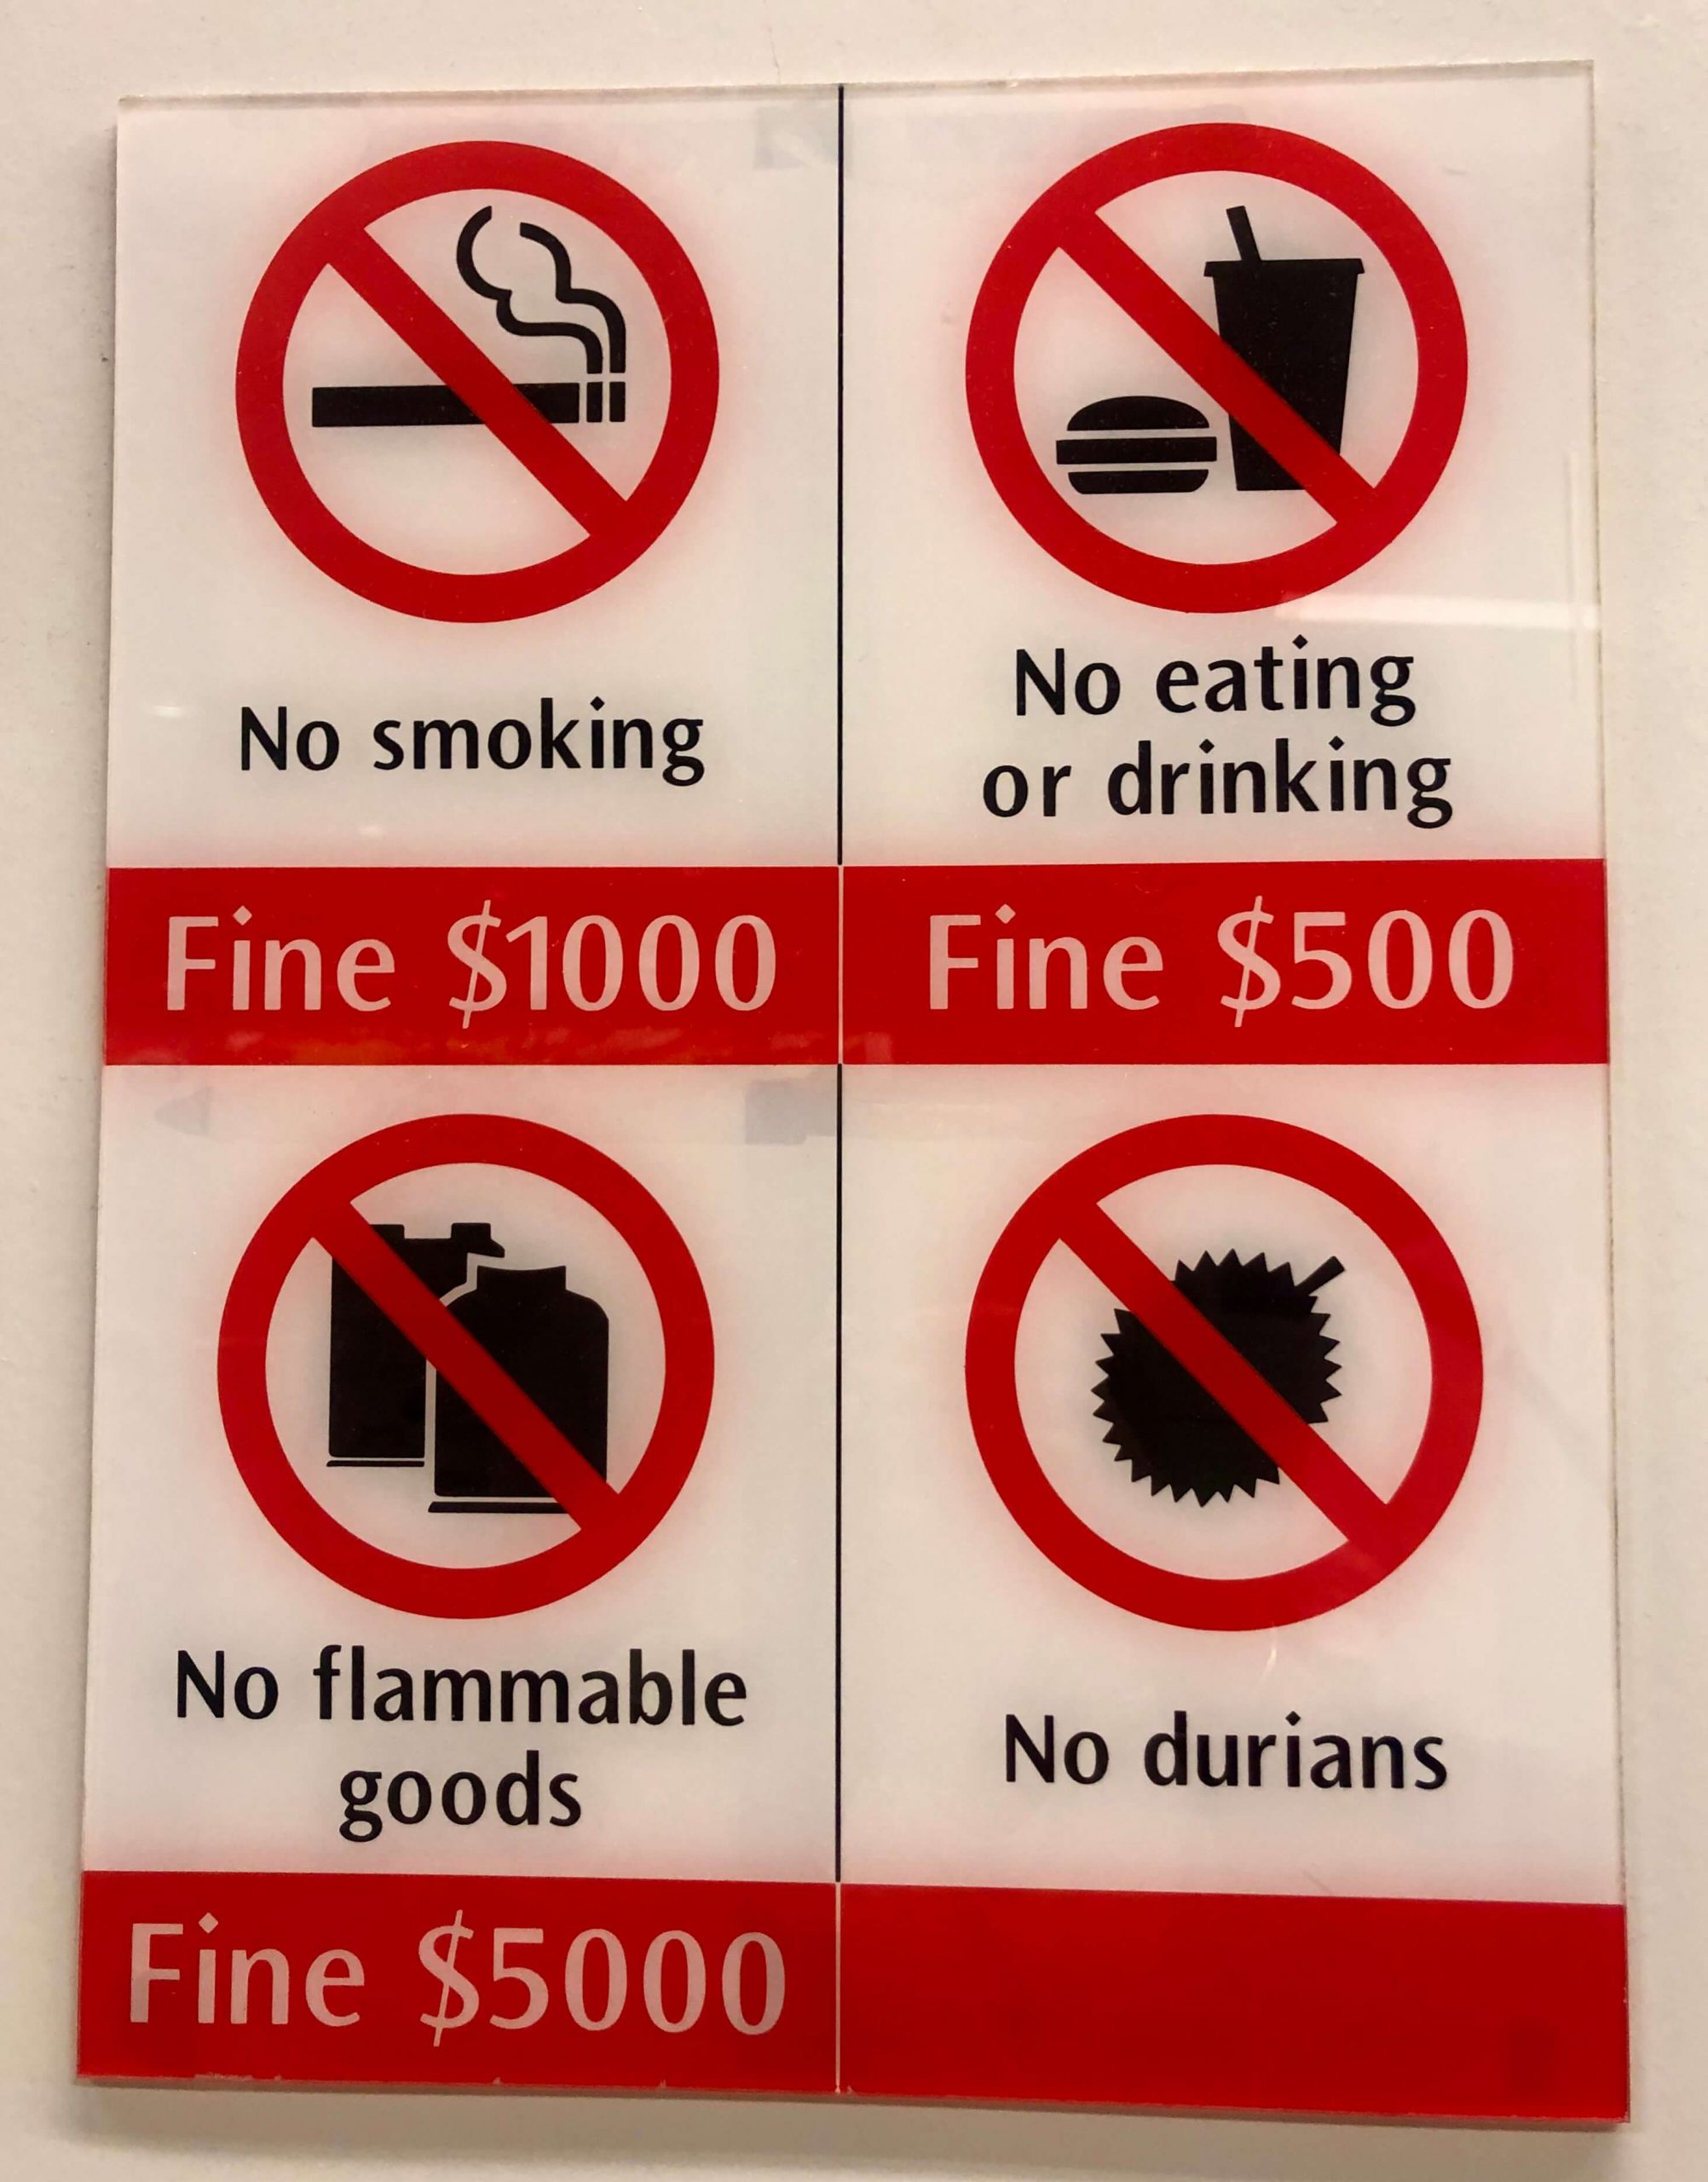 No smoking
Fine $1000
No eating
or drinking
Fine $500
No flammable
goods
Fine $5000
No durians